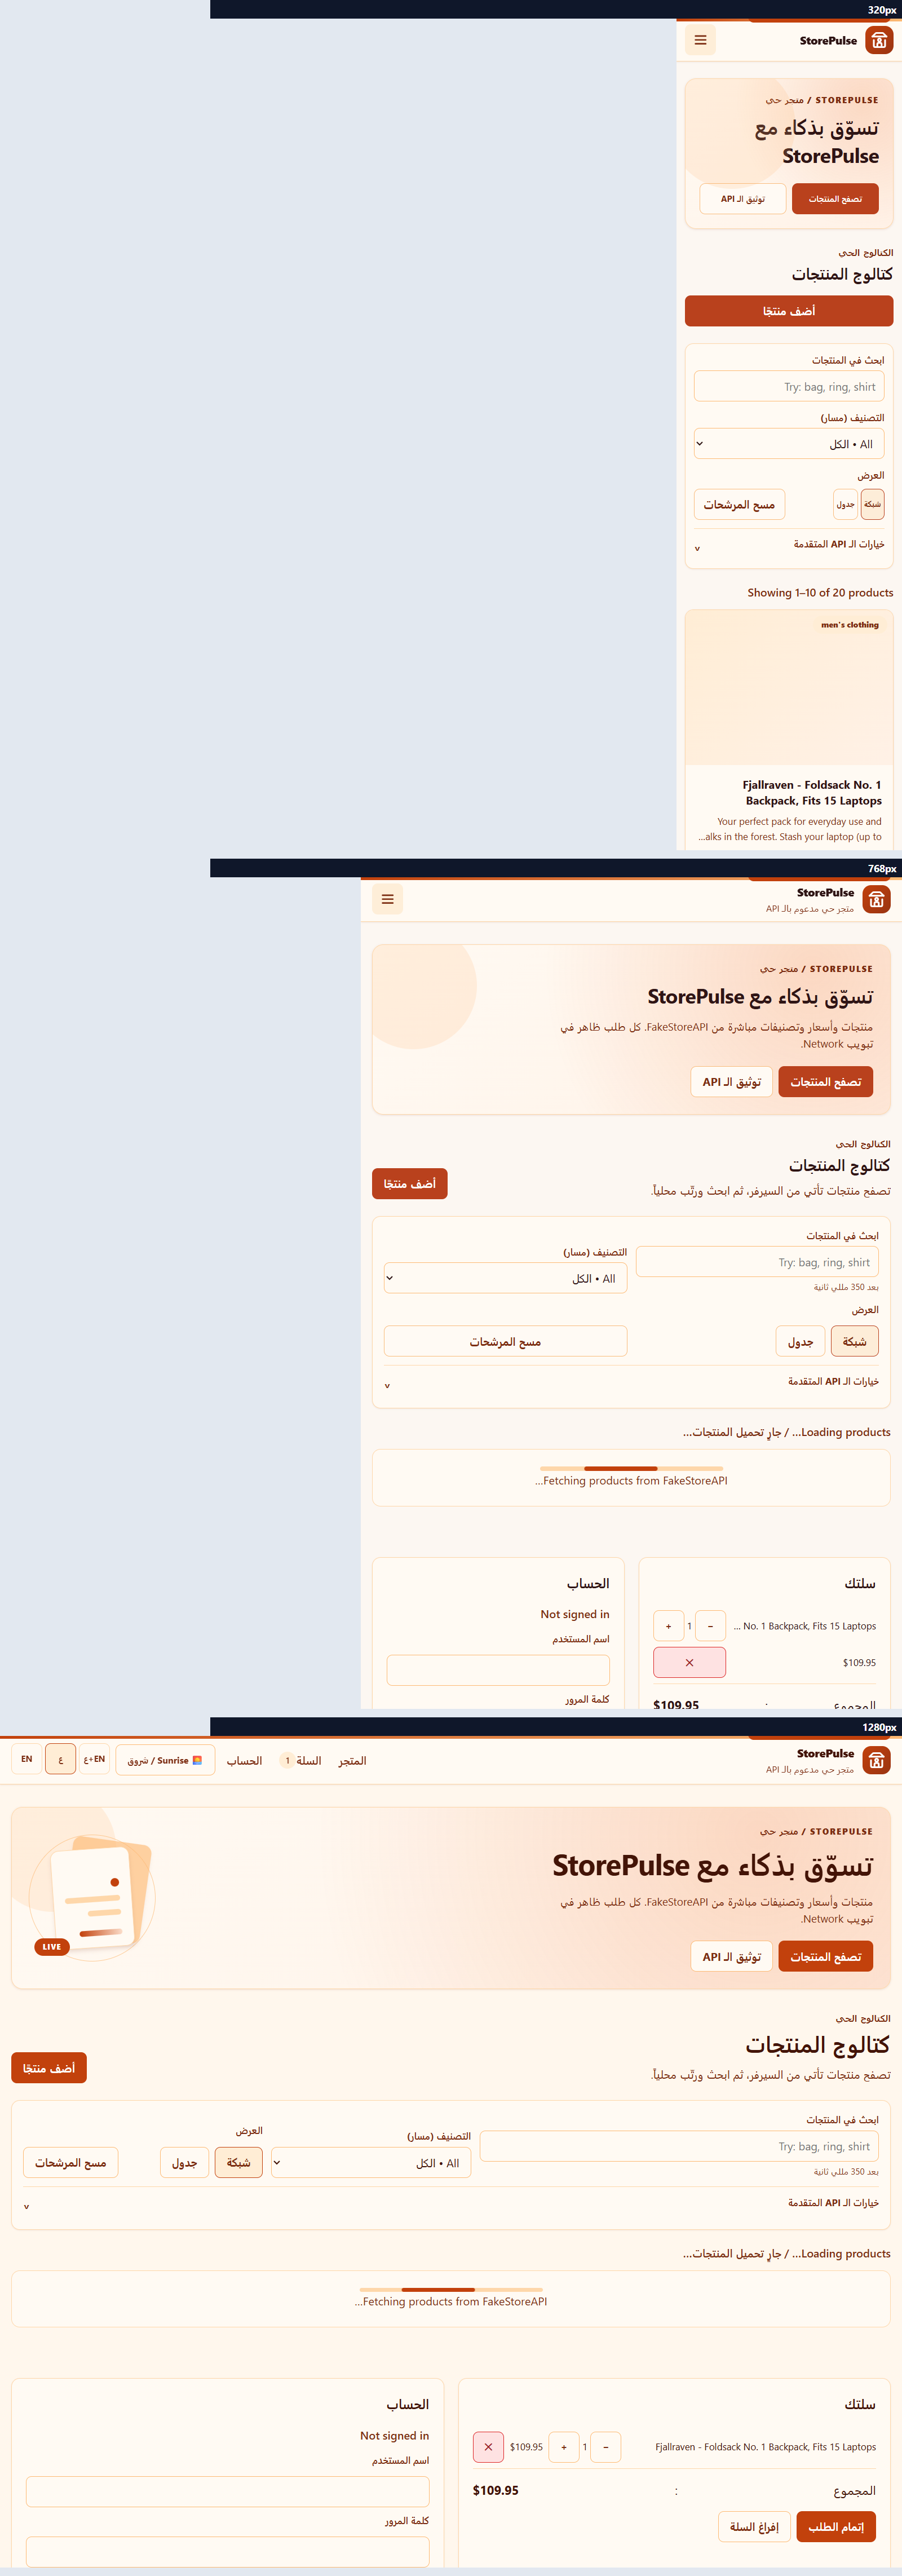 320px
StorePulse
STOREPULSE / متجر حي
تسوّق بذكاء مع
StorePulse
تصفح المنتجات
توثيق الـ API
الكتالوج الحي
كتالوج المنتجات
أضف منتجًا
ابحث في المنتجات
Try: bag, ring, shirt
التصنيف (مسار)
All • الكل
العرض
شبكة
جدول
مسح المرشحات
خيارات الـ API المتقدمة
Showing 1–10 of 20 products
men's clothing
Fjallraven - Foldsack No. 1
Backpack, Fits 15 Laptops
Your perfect pack for everyday use and
...alks in the forest. Stash your laptop (up to
768px
StorePulse
متجر حي مدعوم بالـ API
STOREPULSE / متجر حي
تسوّق بذكاء مع StorePulse
منتجات وأسعار وتصنيفات مباشرة من FakeStoreAPI. كل طلب ظاهر في
تبويب Network.
تصفح المنتجات
توثيق الـ API
الكتالوج الحي
كتالوج المنتجات
تصفح منتجات تأتي من السيرفر، ثم ابحث ورتّب محلياً.
أضف منتجًا
ابحث في المنتجات
Try: bag, ring, shirt
بعد 350 مللي ثانية
التصنيف (مسار)
All • الكل
العرض
شبكة
جدول
مسح المرشحات
خيارات الـ API المتقدمة
Loading products... / جارٍ تحميل المنتجات...
...Fetching products from FakeStoreAPI
سلتك
... No. 1 Backpack, Fits 15 Laptops
−
1
+
$109.95
×
المجموع
:
$109.95
الحساب
Not signed in
اسم المستخدم
كلمة المرور
1280px
StorePulse
متجر حي مدعوم بالـ API
المتجر
السلة 1
الحساب
Sunrise / شروق
ع+EN
ع
EN
STOREPULSE / متجر حي
تسوّق بذكاء مع StorePulse
منتجات وأسعار وتصنيفات مباشرة من FakeStoreAPI. كل طلب ظاهر في
تبويب Network.
تصفح المنتجات
توثيق الـ API
LIVE
الكتالوج الحي
كتالوج المنتجات
تصفح منتجات تأتي من السيرفر، ثم ابحث ورتّب محلياً.
أضف منتجًا
ابحث في المنتجات
Try: bag, ring, shirt
بعد 350 مللي ثانية
التصنيف (مسار)
All • الكل
العرض
شبكة
جدول
مسح المرشحات
خيارات الـ API المتقدمة
Loading products... / جارٍ تحميل المنتجات...
...Fetching products from FakeStoreAPI
سلتك
Fjallraven - Foldsack No. 1 Backpack, Fits 15 Laptops
−
1
+
$109.95
×
المجموع
:
$109.95
إتمام الطلب
إفراغ السلة
الحساب
Not signed in
اسم المستخدم
كلمة المرور